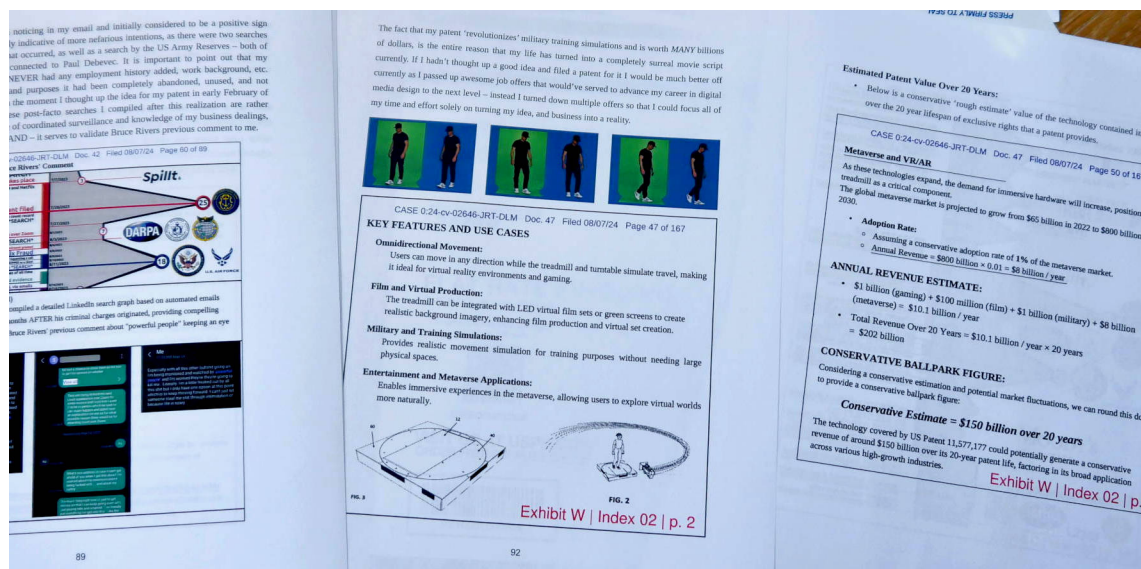 noticing in my email and initially considered to be a positive sign
indicative of more nefarious intentions, as there were two searches
at occurred, as well as a search by the US Army Reserves – both of
connected to Paul Debevec. It is important to point out that my
NEVER had any employment history added, work background, etc.
and purposes it had been completely abandoned, unused, and not
the moment I thought up the idea for my patent in early February of
ese post-facto searches I compiled after this realization are rather
of coordinated surveillance and knowledge of my business dealings,
AND – it serves to validate Bruce Rivers previous comment to me.
-cv-02646-JRT-DLM Doc. 42 Filed 08/07/24 Page 60 of 89
uce Rivers' Comment
kes place
Spillt.
3
25
ent filed
*SEARCH*
7
DARPA
SEARCH*
n Fraud
18
U.S. AIR FORCE
compiled a detailed LinkedIn search graph based on automated emails
onths AFTER his criminal charges originated, providing compelling
Bruce Rivers' previous comment about "powerful people" keeping an eye
Me
89
The fact that my patent 'revolutionizes' military training simulations and is worth MANY billions
of dollars, is the entire reason that my life has turned into a completely surreal movie script
currently. If I hadn't thought up a good idea and filed a patent for it I would be much better off
currently as I passed up awesome job offers that would've served to advance my career in digital
media design to the next level – instead I turned down multiple offers so that I could focus all of
my time and effort solely on turning my idea, and business into a reality.
CASE 0:24-cv-02646-JRT-DLM Doc. 47 Filed 08/07/24 Page 47 of 167
KEY FEATURES AND USE CASES
Omnidirectional Movement:
Users can move in any direction while the treadmill and turntable simulate travel, making
it ideal for virtual reality environments and gaming.
Film and Virtual Production:
The treadmill can be integrated with LED virtual film sets or green screens to create
realistic background imagery, enhancing film production and virtual set creation.
Military and Training Simulations:
Provides realistic movement simulation for training purposes without needing large
physical spaces.
Entertainment and Metaverse Applications:
Enables immersive experiences in the metaverse, allowing users to explore virtual worlds
more naturally.
FIG. 3
FIG. 2
Exhibit W | Index 02 | p. 2
92
PRESS FIRMLY TO SEAL
Estimated Patent Value Over 20 Years:
• Below is a conservative 'rough estimate' value of the technology contained in
over the 20 year lifespan of exclusive rights that a patent provides.
CASE 0:24-cv-02646-JRT-DLM Doc. 47 Filed 08/07/24 Page 50 of 16
Metaverse and VR/AR
As these technologies expand, the demand for immersive hardware will increase, position
treadmill as a critical component.
The global metaverse market is projected to grow from $65 billion in 2022 to $800 billion
2030.
• Adoption Rate:
○ Assuming a conservative adoption rate of 1% of the metaverse market.
○ Annual Revenue = $800 billion × 0.01 = $8 billion / year
ANNUAL REVENUE ESTIMATE:
• $1 billion (gaming) + $100 million (film) + $1 billion (military) + $8 billion
(metaverse) = $10.1 billion / year
• Total Revenue Over 20 Years = $10.1 billion / year × 20 years
= $202 billion
CONSERVATIVE BALLPARK FIGURE:
Considering a conservative estimation and potential market fluctuations, we can round this do
to provide a conservative ballpark figure:
Conservative Estimate = $150 billion over 20 years
The technology covered by US Patent 11,577,177 could potentially generate a conservative
revenue of around $150 billion over its 20-year patent life, factoring in its broad application
across various high-growth industries.
Exhibit W | Index 02 | p.